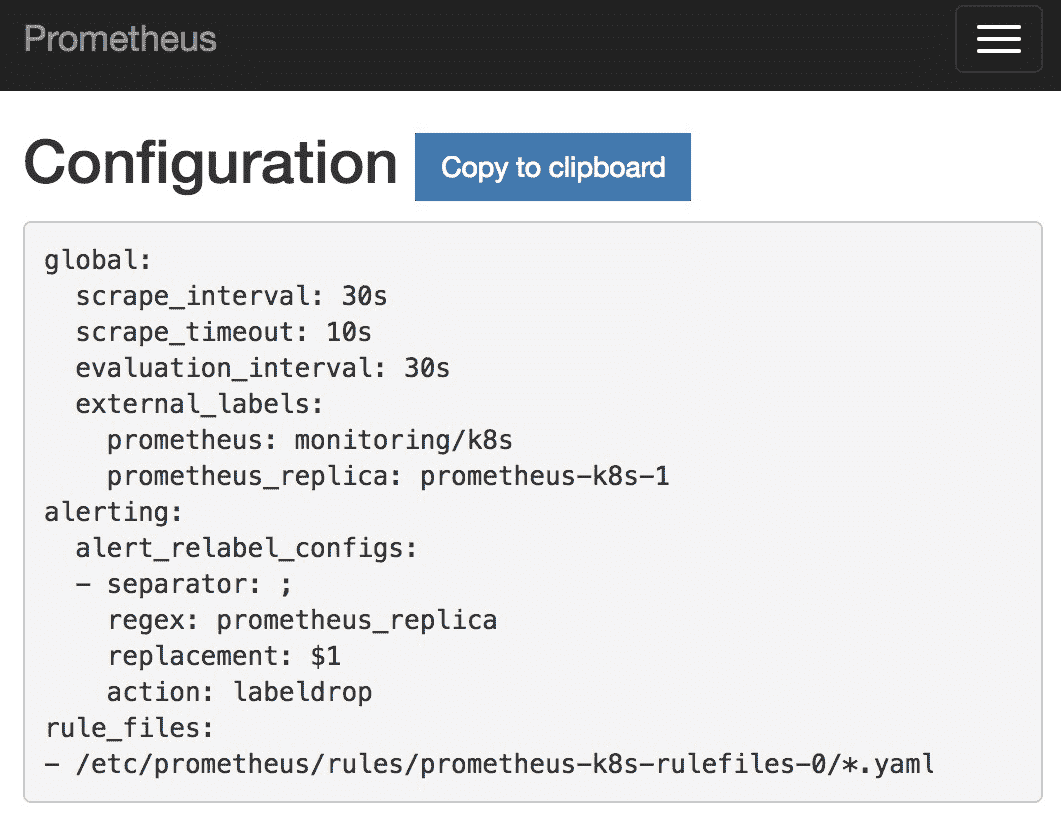 Prometheus
Configuration Copy to clipboard
global:
  scrape_interval: 30s
  scrape_timeout: 10s
  evaluation_interval: 30s
  external_labels:
    prometheus: monitoring/k8s
    prometheus_replica: prometheus-k8s-1
alerting:
  alert_relabel_configs:
  - separator: ;
    regex: prometheus_replica
    replacement: $1
    action: labeldrop
rule_files:
- /etc/prometheus/rules/prometheus-k8s-rulefiles-0/*.yaml